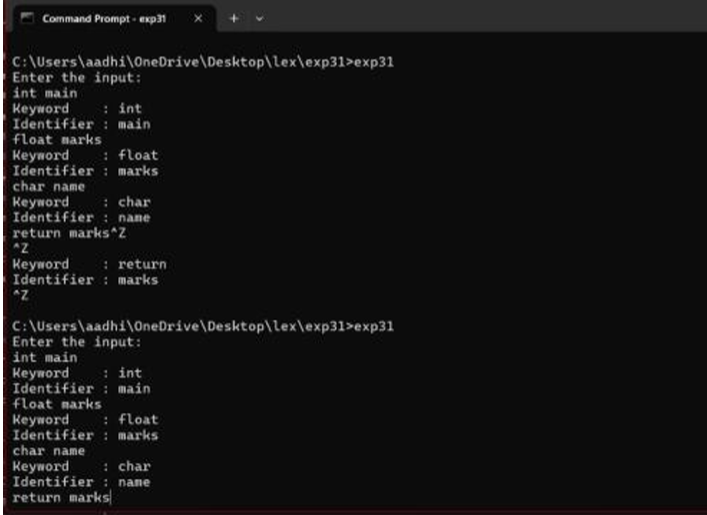 Command Prompt - exp31
C:\Users\aadhi\OneDrive\Desktop\lex\exp31>exp31
Enter the input:
int main
Keyword    : int
Identifier : main
float marks
Keyword    : float
Identifier : marks
char name
Keyword    : char
Identifier : name
return marks^Z
^Z
Keyword    : return
Identifier : marks
^Z
C:\Users\aadhi\OneDrive\Desktop\lex\exp31>exp31
Enter the input:
int main
Keyword    : int
Identifier : main
float marks
Keyword    : float
Identifier : marks
char name
Keyword    : char
Identifier : name
return marks